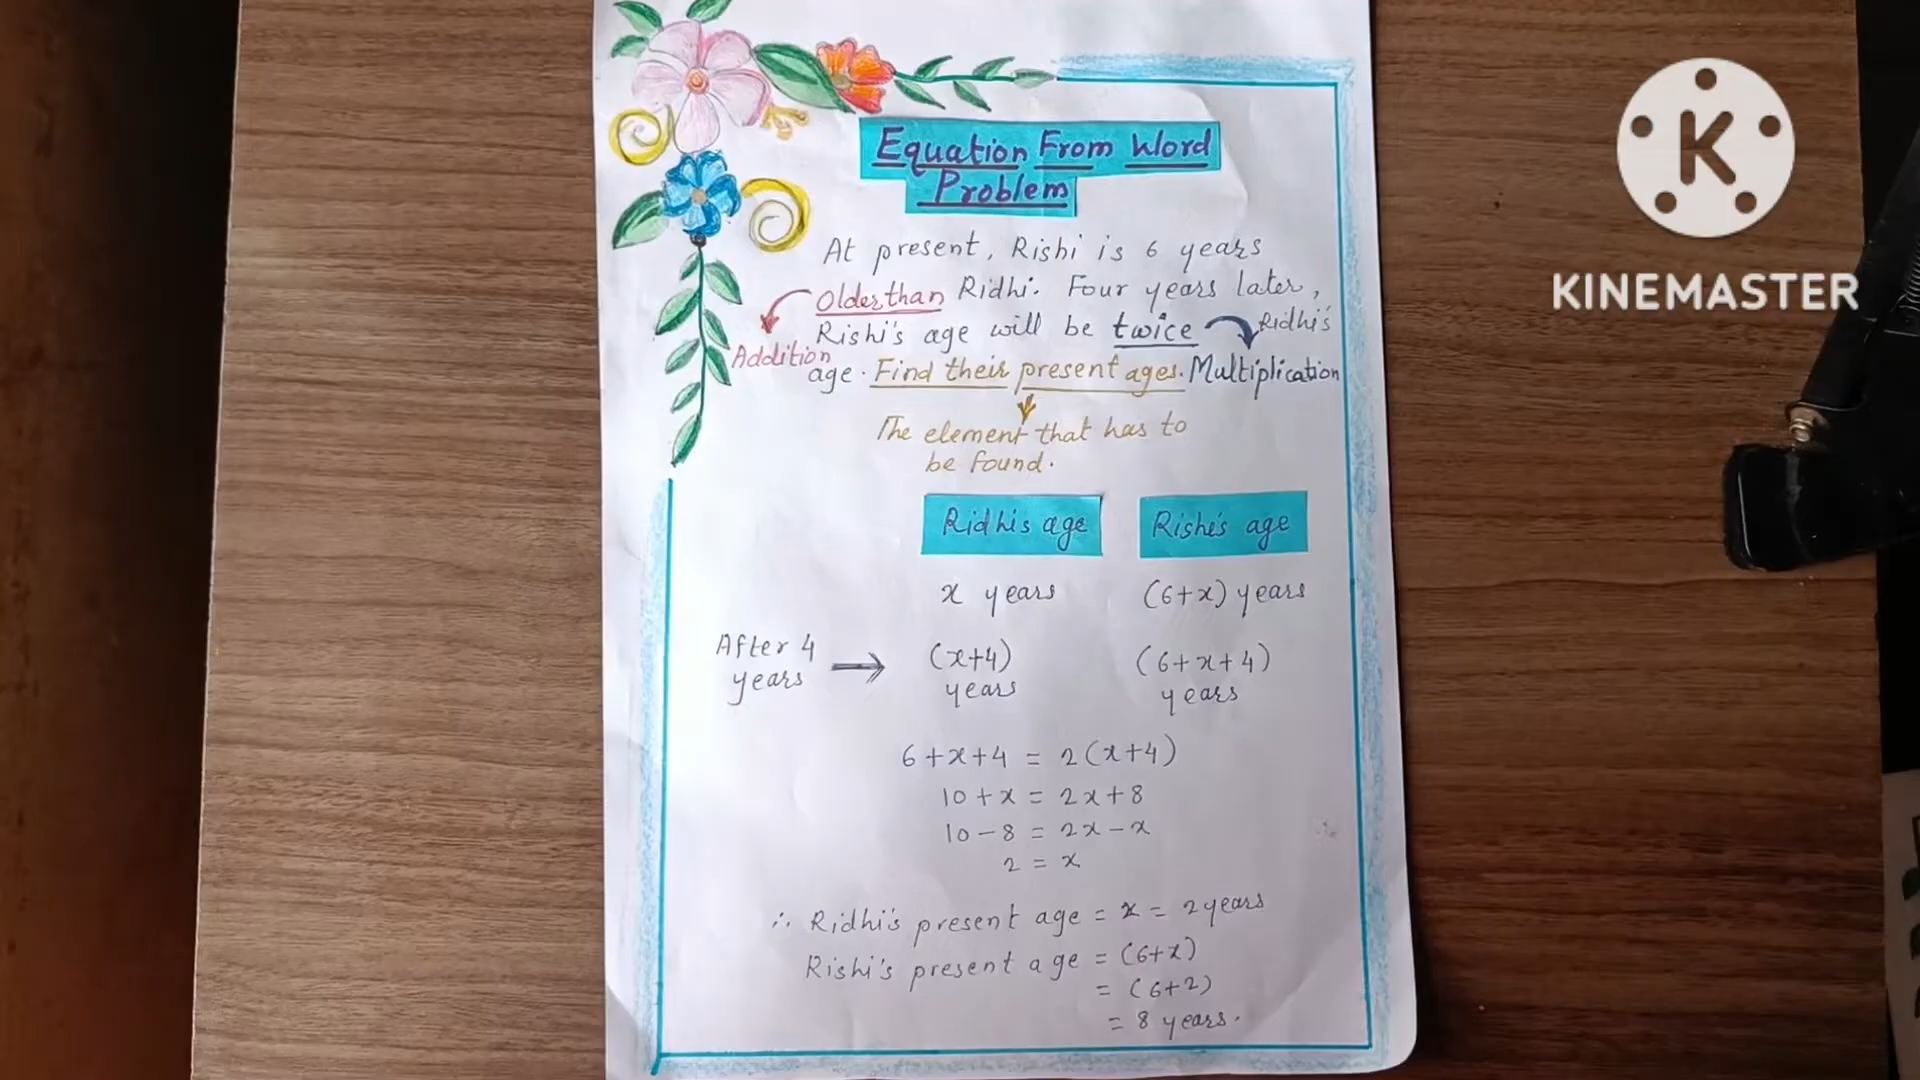 Equation From Word
Problem
At present, Rishi is 6 years
Older than Ridhi. Four years later,
Rishi's age will be twice Ridhi's
Addition
age. Find their present ages. Multiplication
The element that has to
be found.
Ridhi's age Rishi's age
x years (6+x) years
After 4 (x+4) (6+x+4)
years → years years
6+x+4 = 2(x+4)
10+x = 2x+8
10-8 = 2x-x
2 = x
∴ Ridhi's present age = x = 2 years
Rishi's present age = (6+x)
= (6+2)
= 8 years.
K
KINEMASTER